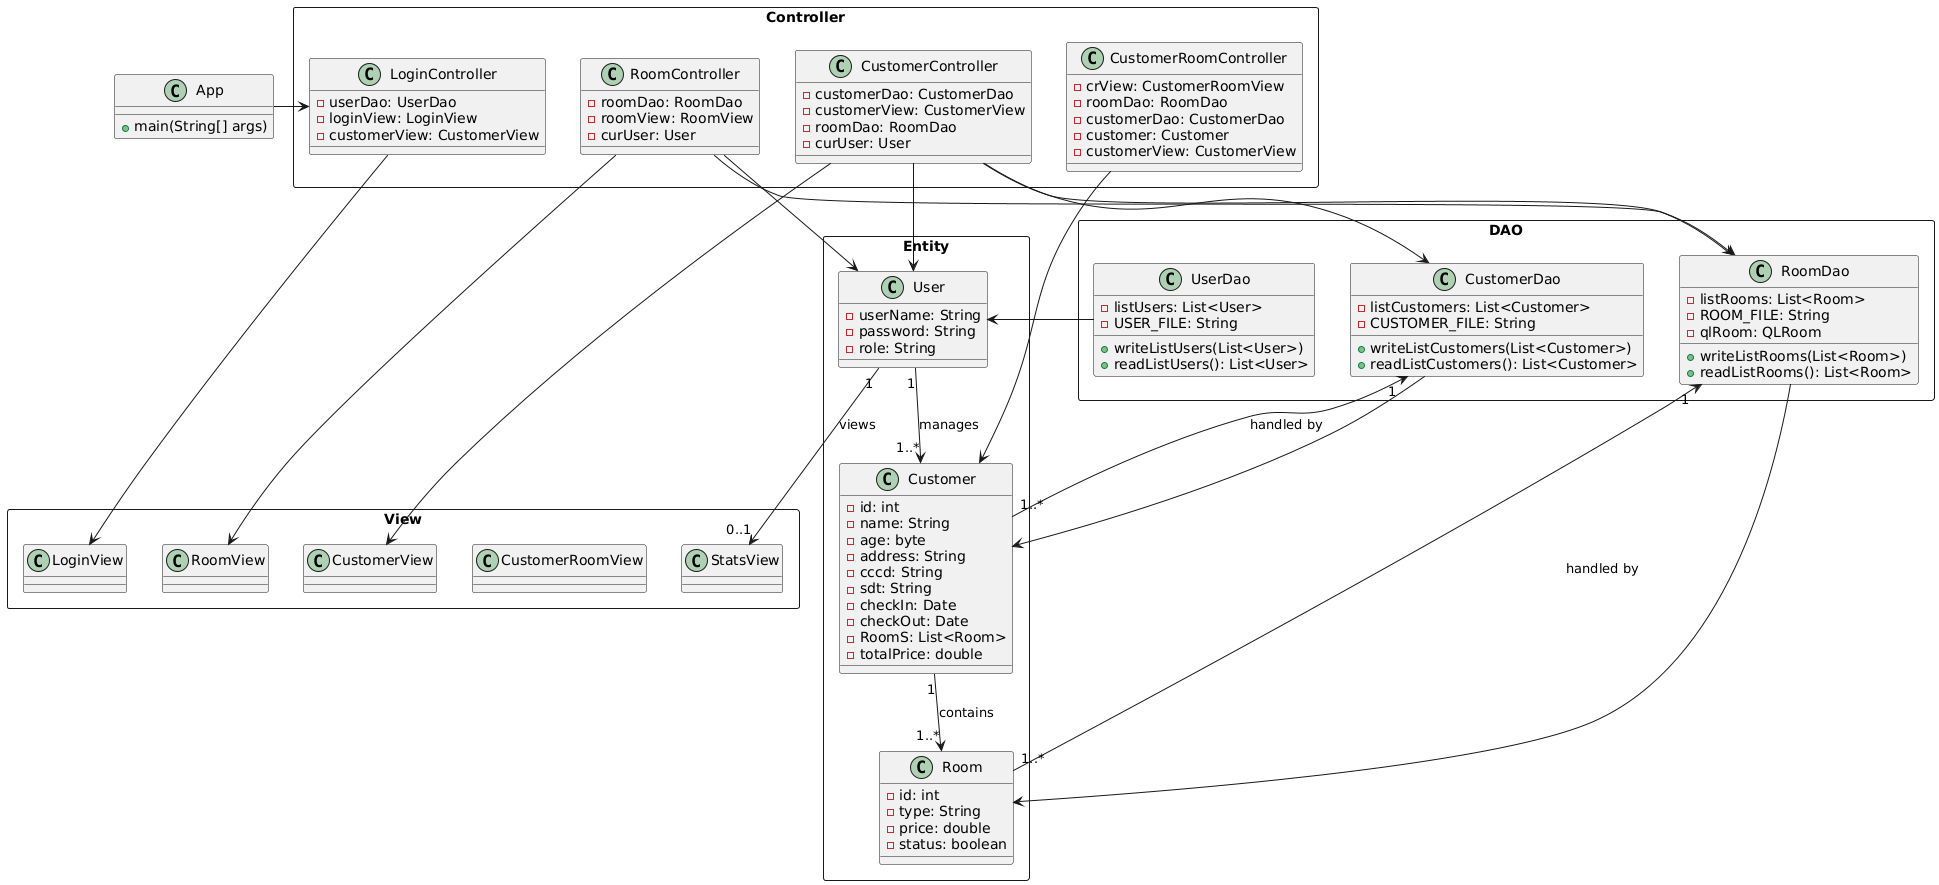 Controller
App
main(String[] args)
LoginController
userDao: UserDao
loginView: LoginView
customerView: CustomerView
RoomController
roomDao: RoomDao
roomView: RoomView
curUser: User
CustomerController
customerDao: CustomerDao
customerView: CustomerView
roomDao: RoomDao
curUser: User
CustomerRoomController
crView: CustomerRoomView
roomDao: RoomDao
customerDao: CustomerDao
customer: Customer
customerView: CustomerView
Entity
User
userName: String
password: String
role: String
DAO
UserDao
listUsers: List<User>
USER_FILE: String
writeListUsers(List<User>)
readListUsers(): List<User>
CustomerDao
listCustomers: List<Customer>
CUSTOMER_FILE: String
writeListCustomers(List<Customer>)
readListCustomers(): List<Customer>
RoomDao
listRooms: List<Room>
ROOM_FILE: String
qlRoom: QLRoom
writeListRooms(List<Room>)
readListRooms(): List<Room>
1
1
1
1
views
manages
handled by
1..*
0..1
1..*
View
LoginView
RoomView
CustomerView
CustomerRoomView
StatsView
Customer
id: int
name: String
age: byte
address: String
cccd: String
sdt: String
checkIn: Date
checkOut: Date
RoomS: List<Room>
totalPrice: double
handled by
1
contains
1..*
1..*
Room
id: int
type: String
price: double
status: boolean